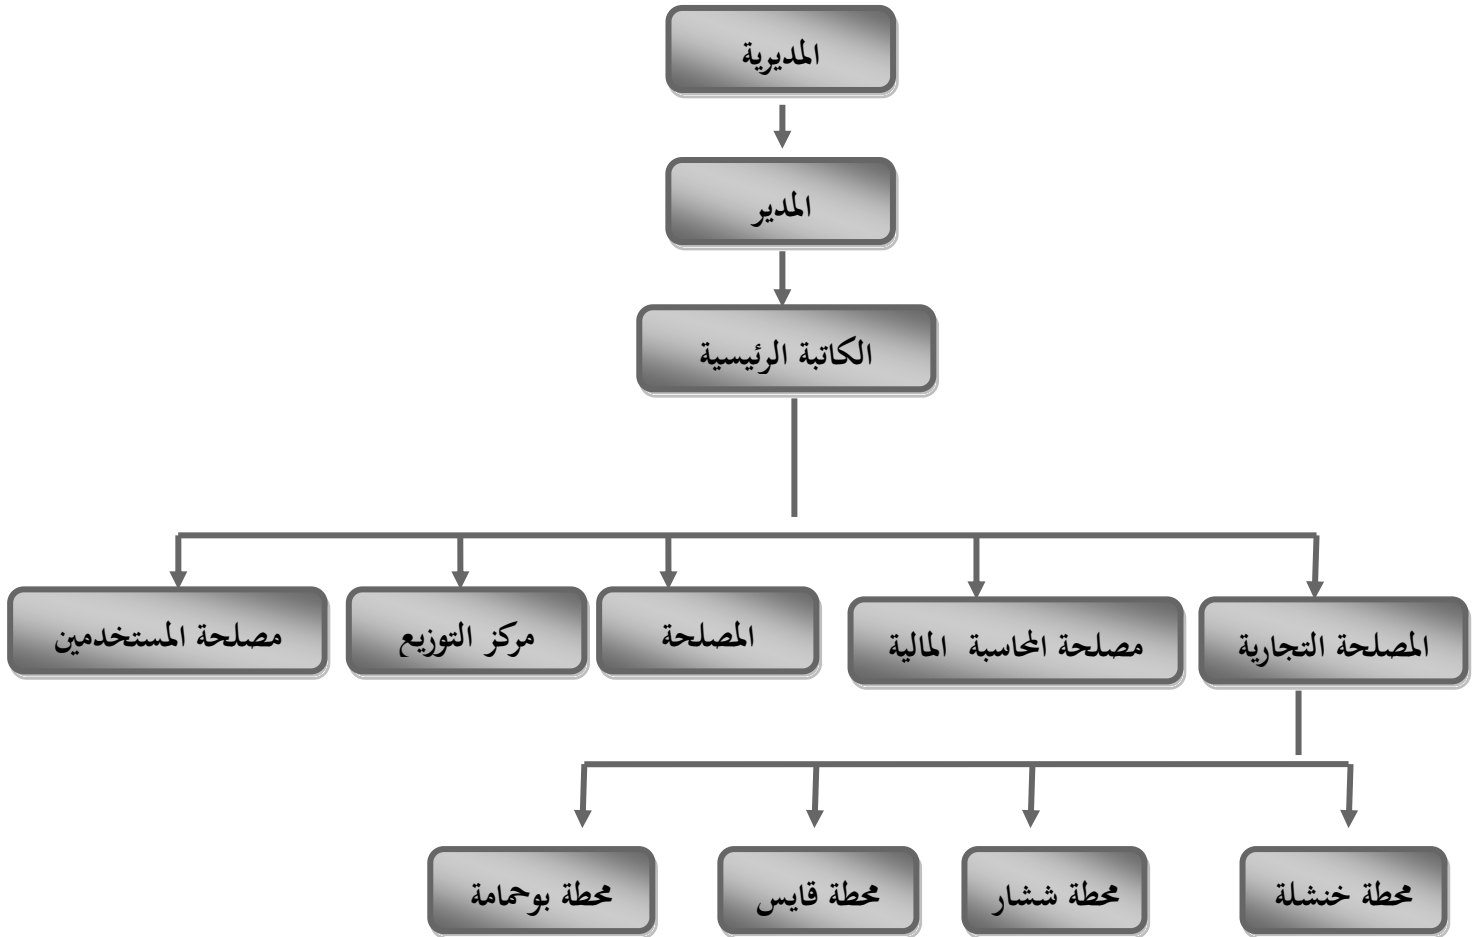 المديرية
المدير
الكاتبة الرئيسية
المصلحة التجارية
مصلحة المحاسبة المالية
المصلحة
مركز التوزيع
مصلحة المستخدمين
محطة خنشلة
محطة ششار
محطة قايس
محطة بوحمامة